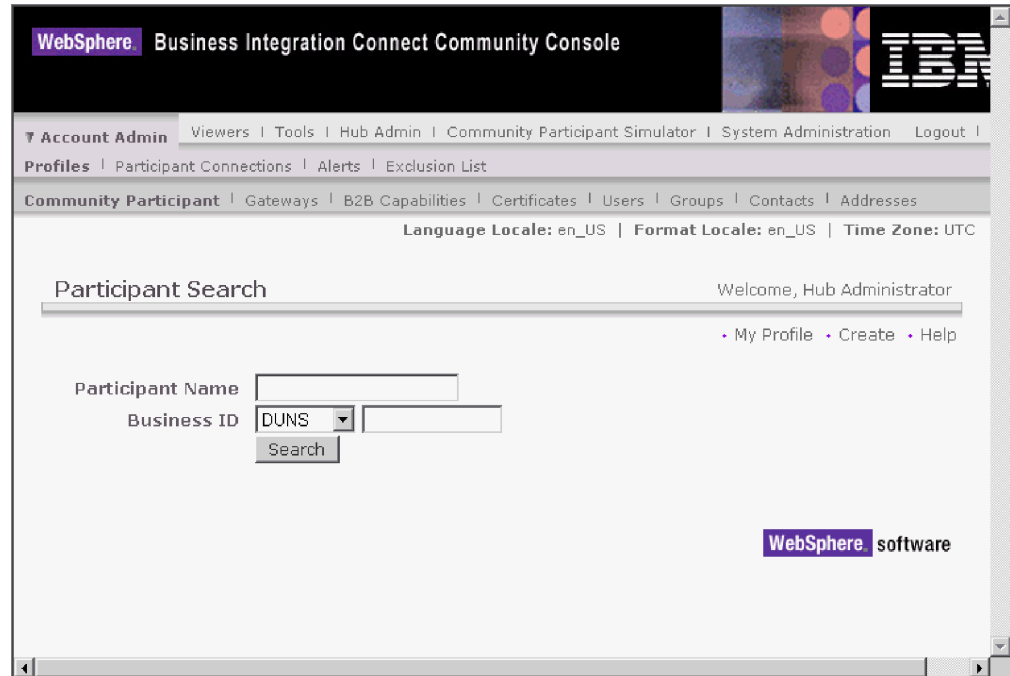 WebSphere. Business Integration Connect Community Console
IBM
Account Admin Viewers | Tools | Hub Admin | Community Participant Simulator | System Administration Logout |
Profiles | Participant Connections | Alerts | Exclusion List
Community Participant | Gateways | B2B Capabilities | Certificates | Users | Groups | Contacts | Addresses
Language Locale: en_US | Format Locale: en_US | Time Zone: UTC
Participant Search Welcome, Hub Administrator
• My Profile • Create • Help
Participant Name
Business ID DUNS
Search
WebSphere. software